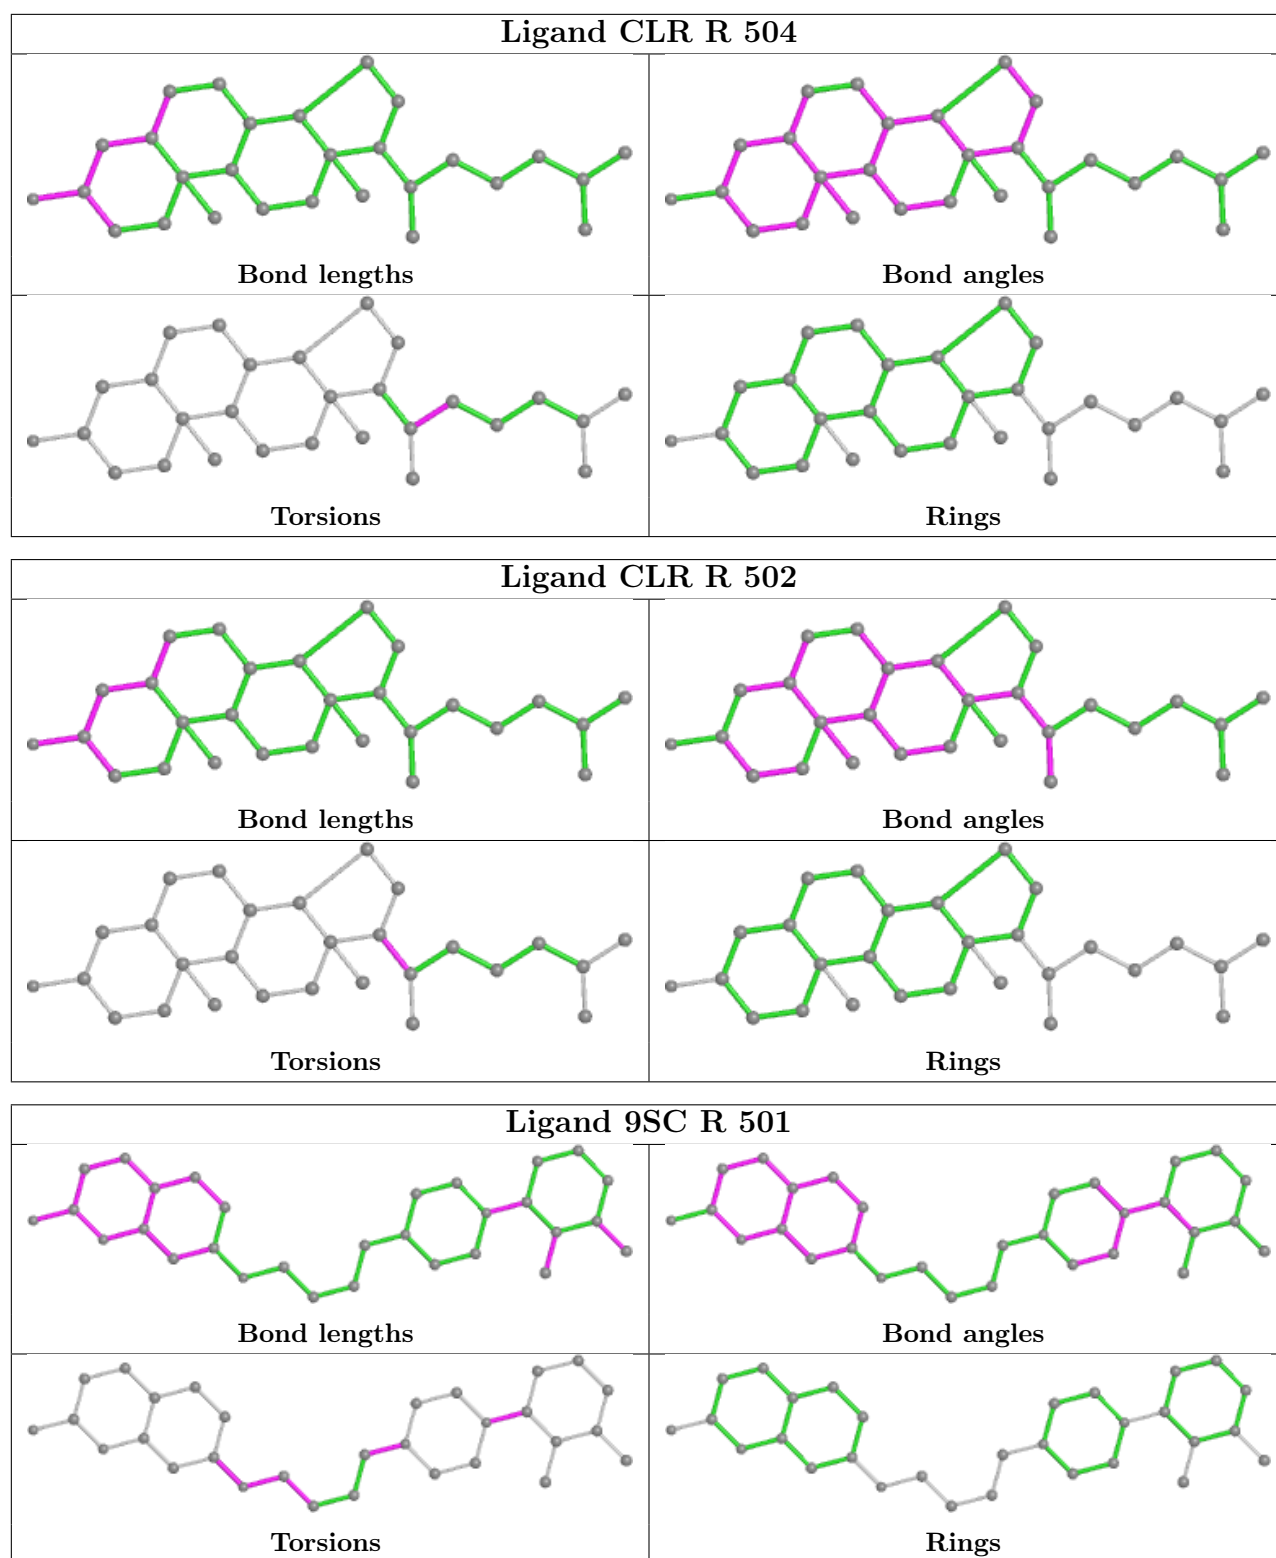 Ligand CLR R 504
Bond lengths
Bond angles
Torsions
Rings
Ligand CLR R 502
Bond lengths
Bond angles
Torsions
Rings
Ligand 9SC R 501
Bond lengths
Bond angles
Torsions
Rings